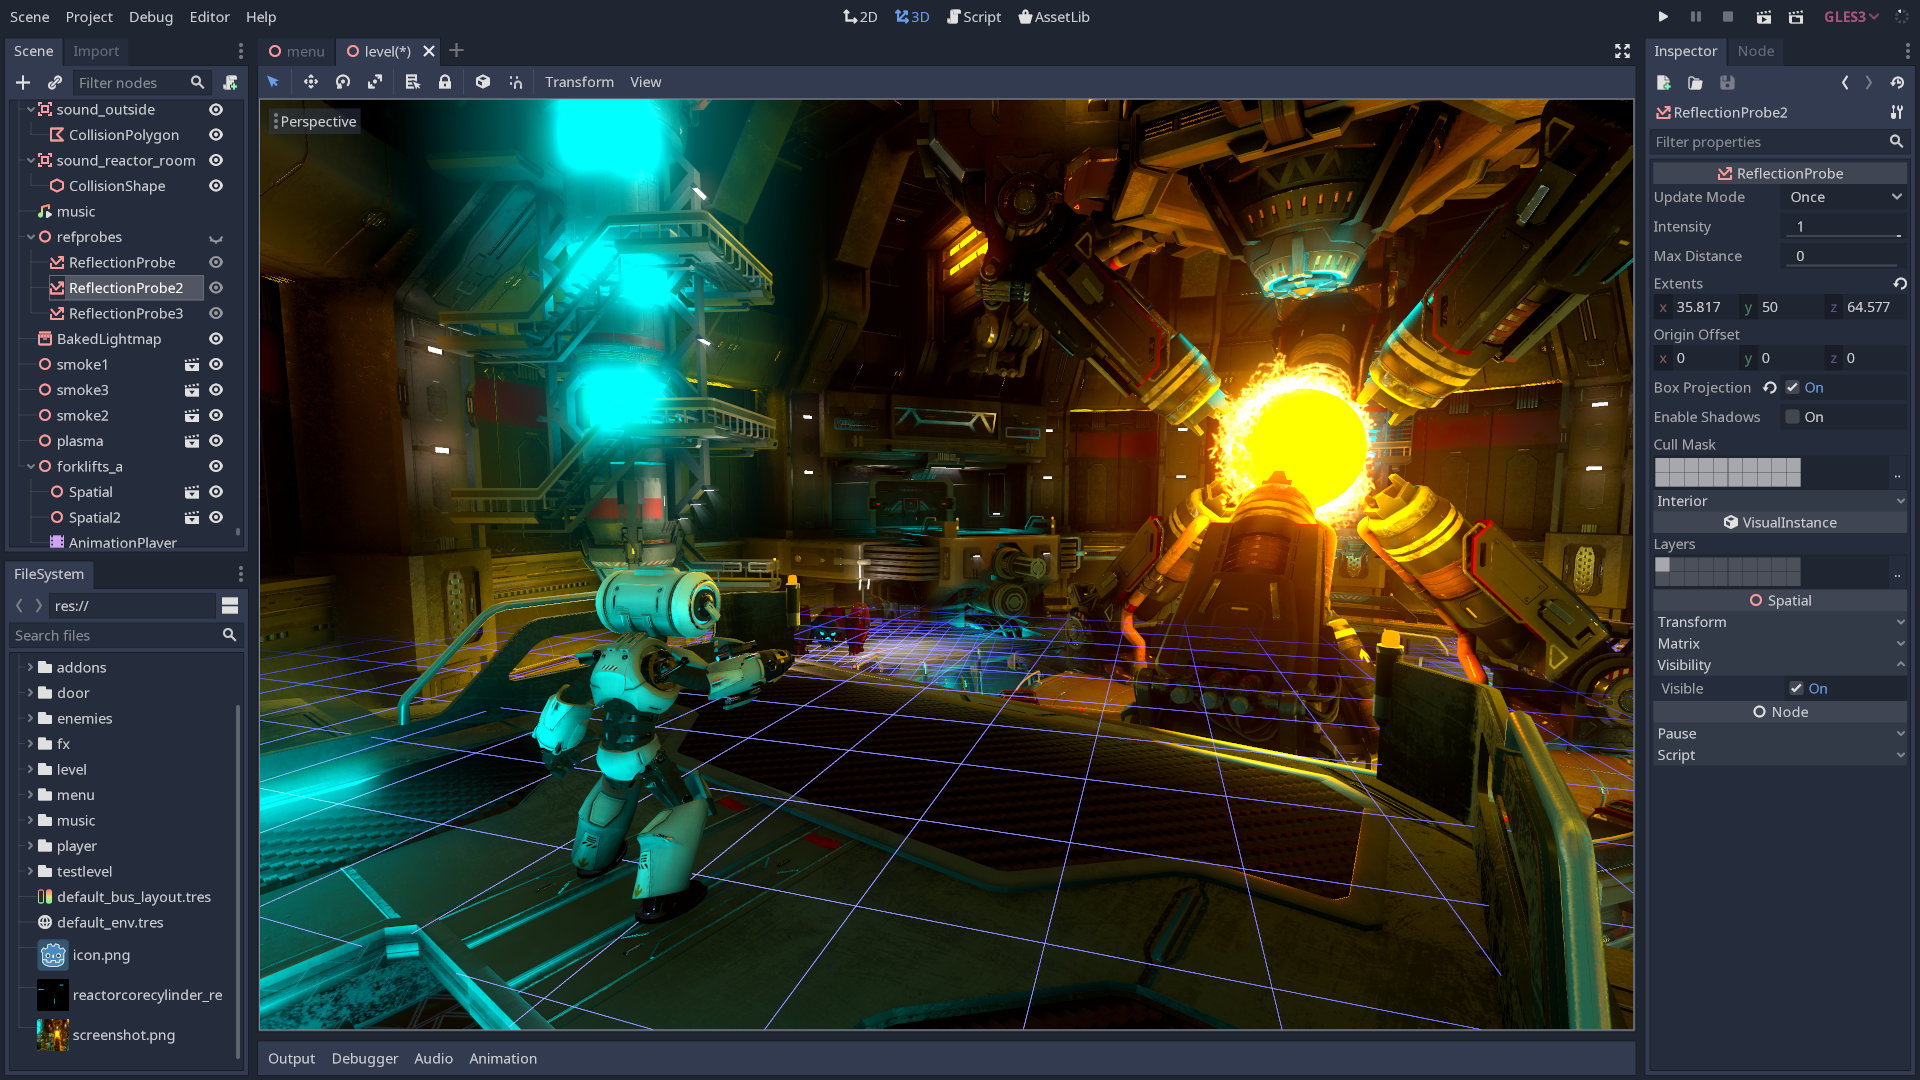 Scene Project Debug Editor Help
2D 3D Script AssetLib
GLES3
Scene Import
Filter nodes
sound_outside
CollisionPolygon
sound_reactor_room
CollisionShape
music
refprobes
ReflectionProbe
ReflectionProbe2
ReflectionProbe3
BakedLightmap
smoke1
smoke3
smoke2
plasma
forklifts_a
Spatial
Spatial2
AnimationPlayer
FileSystem
res://
Search files
addons
door
enemies
fx
level
menu
music
player
testlevel
default_bus_layout.tres
default_env.tres
icon.png
reactorcorecylinder_re
screenshot.png
menu level(*)
Transform View
Perspective
Output Debugger Audio Animation
Inspector Node
ReflectionProbe2
Filter properties
ReflectionProbe
Update Mode Once
Intensity 1
Max Distance 0
Extents
x 35.817 y 50 z 64.577
Origin Offset
x 0 y 0 z 0
Box Projection On
Enable Shadows On
Cull Mask
..
Interior
VisualInstance
Layers
..
Spatial
Transform
Matrix
Visibility
Visible On
Node
Pause
Script